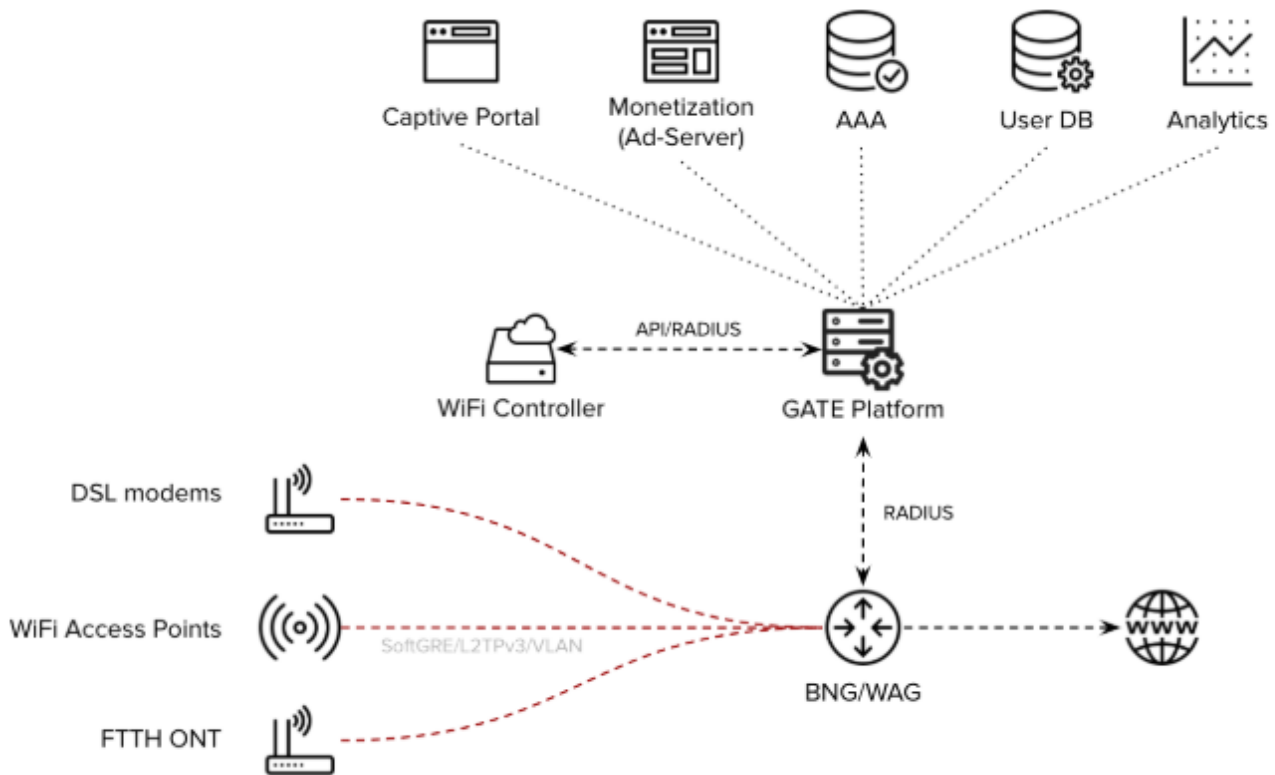 Captive Portal
Monetization
(Ad-Server)
AAA
User DB
Analytics
API/RADIUS
WiFi Controller
GATE Platform
DSL modems
RADIUS
WiFi Access Points
SoftGRE/L2TPv3/VLAN
www
BNG/WAG
FTTH ONT